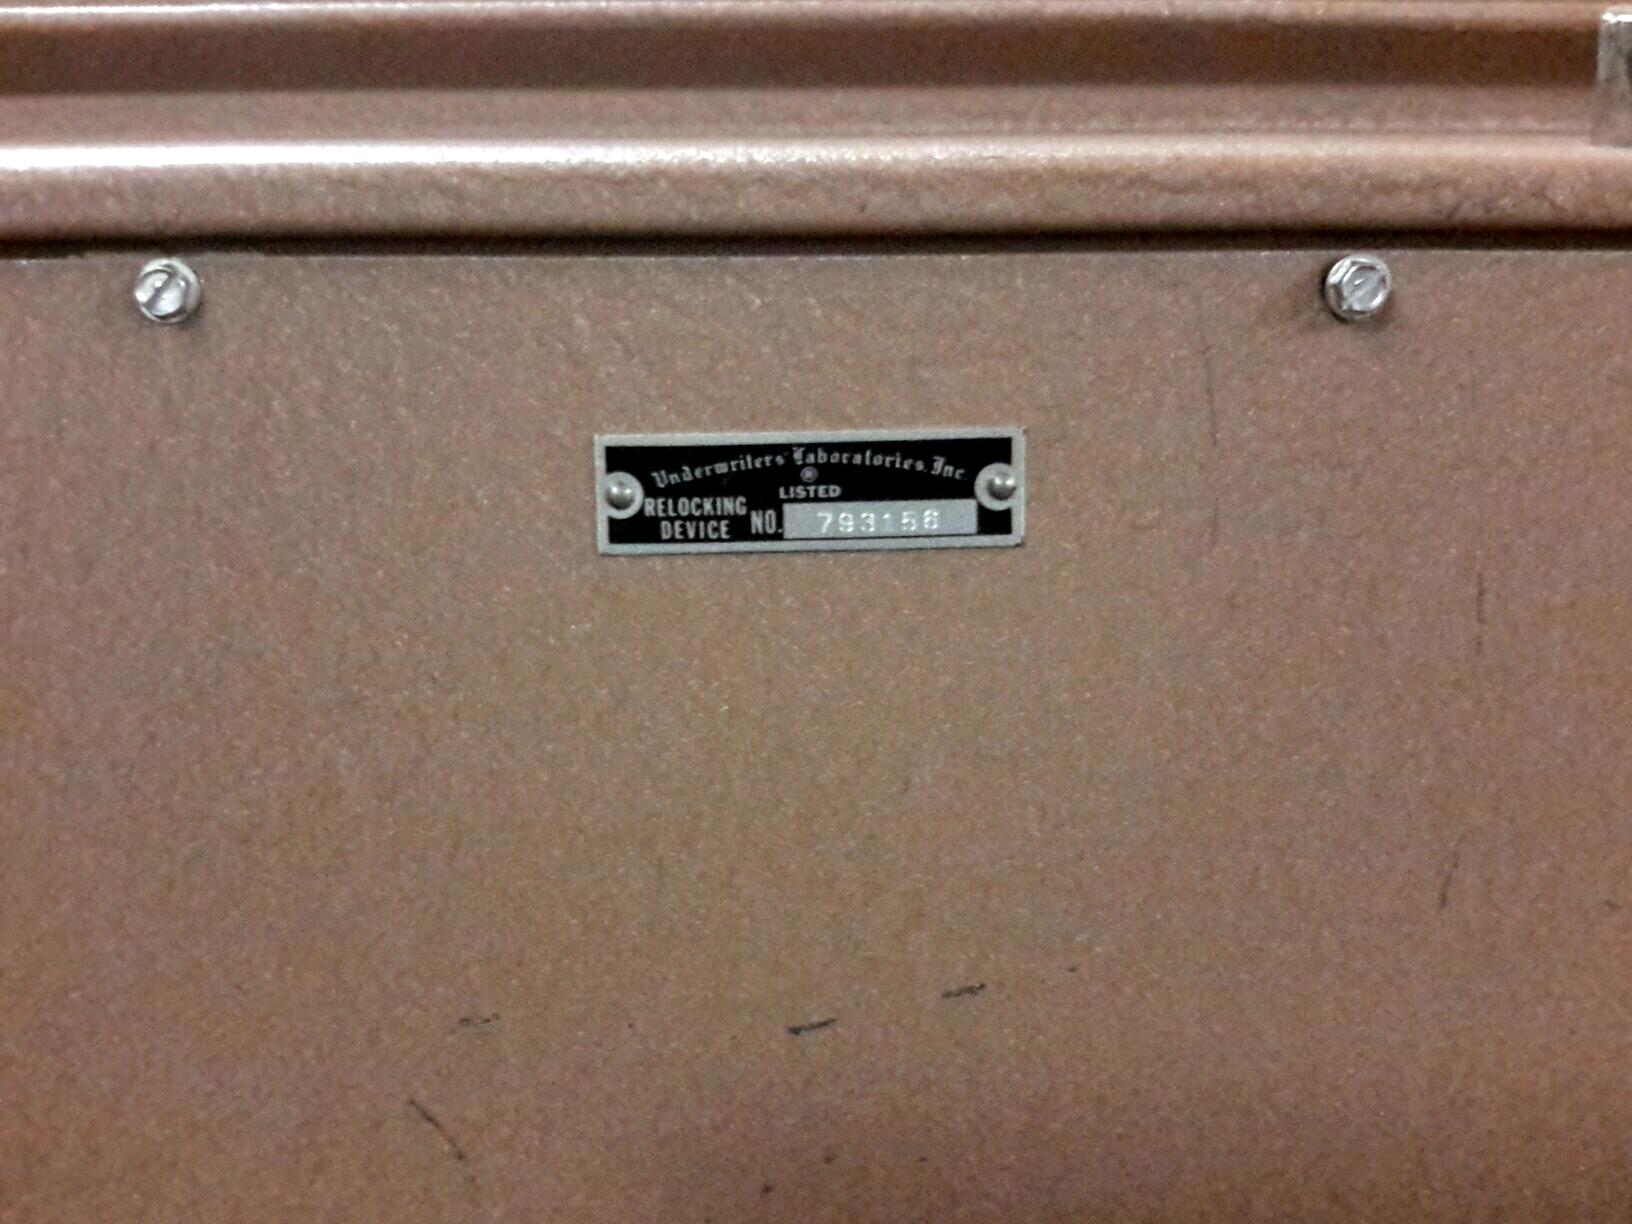 Underwriters' Laboratories, Inc.
®
LISTED
RELOCKING
DEVICE NO. 793156